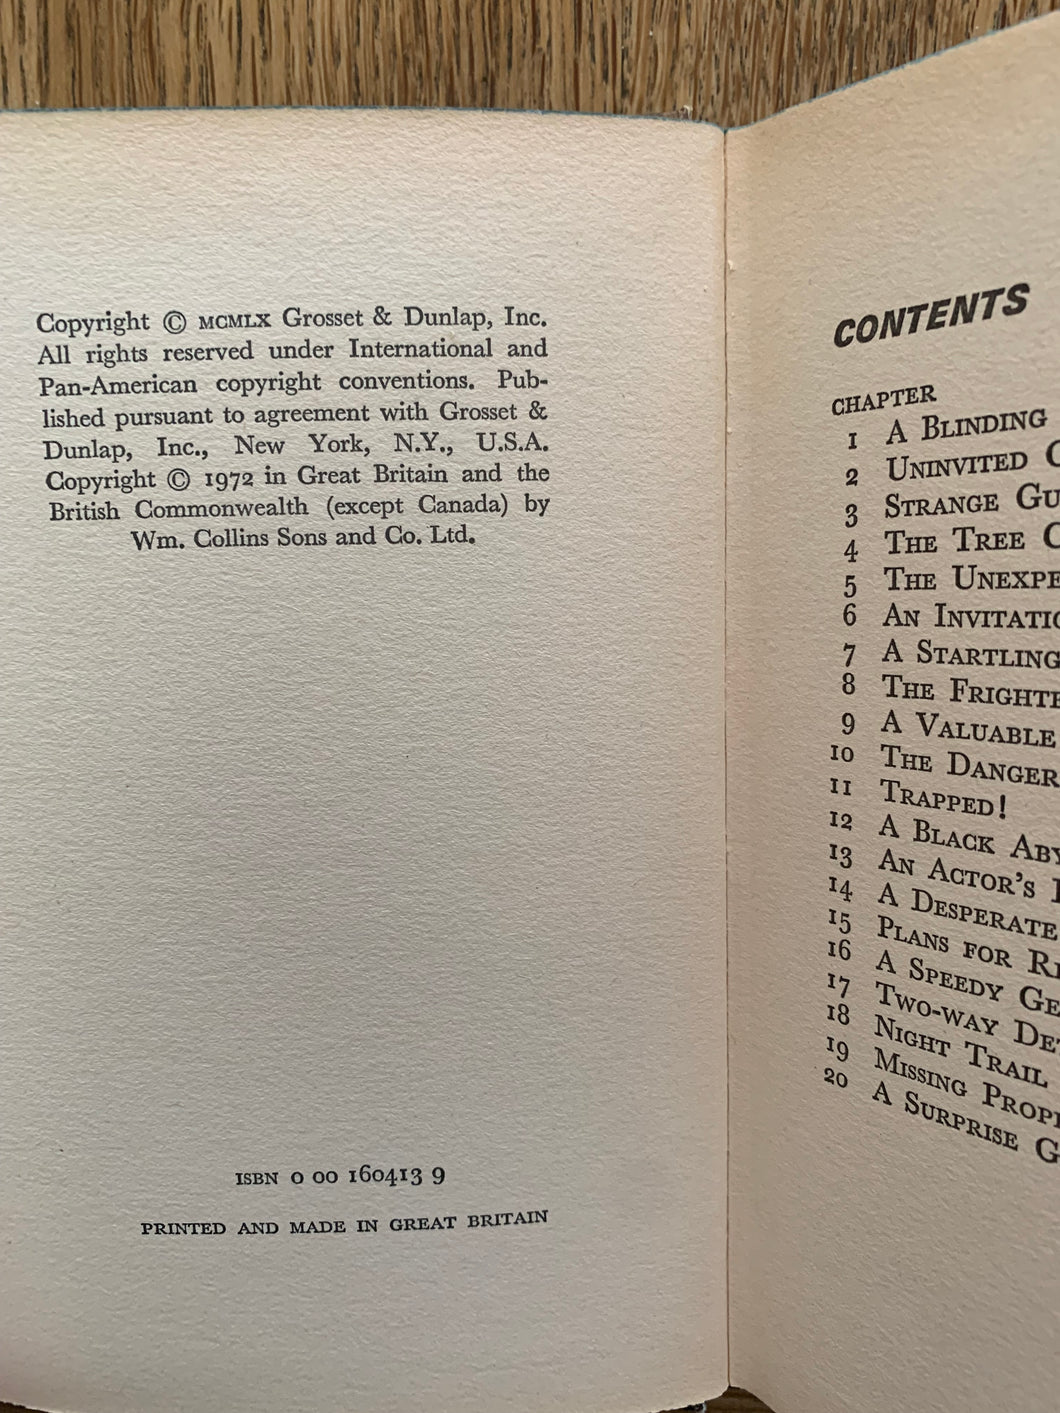 Copyright © MCMLX Grosset & Dunlap, Inc.
All rights reserved under International and
Pan-American copyright conventions. Pub-
lished pursuant to agreement with Grosset &
Dunlap, Inc., New York, N.Y., U.S.A.
Copyright © 1972 in Great Britain and the
British Commonwealth (except Canada) by
Wm. Collins Sons and Co. Ltd.
ISBN 0 00 160413 9
PRINTED AND MADE IN GREAT BRITAIN
CONTENTS
CHAPTER
1 A BLINDING
2 UNINVITED
3 STRANGE
4 THE TREE
5 THE
6 AN
7 A STARTLING
8 THE
9 A VALUABLE
10 THE
11 TRAPPED!
12 A BLACK
13 AN ACTOR'S
14 A DESPERATE
15 PLANS FOR
16 A SPEEDY
17 TWO-WAY
18 NIGHT TRAIL
19 MISSING
20 A SURPRISE